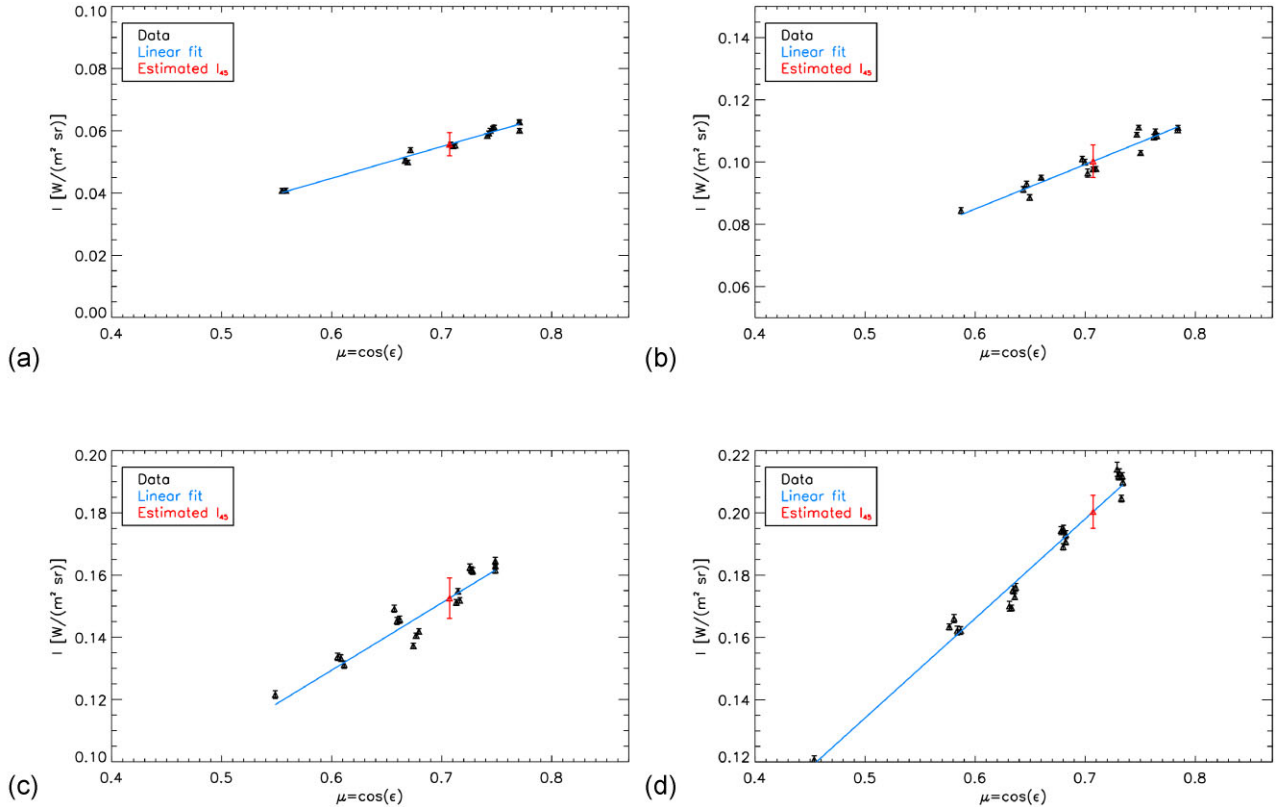 0.10
0.08
0.06
0.04
0.02
0.00
I [W/(m² sr)]
Data
Linear fit
Estimated I₄₅
0.4 0.5 0.6 0.7 0.8
μ=cos(ϵ)
(a)
0.14
0.12
0.10
0.08
0.06
I [W/(m² sr)]
Data
Linear fit
Estimated I₄₅
0.4 0.5 0.6 0.7 0.8
μ=cos(ϵ)
(b)
0.20
0.18
0.16
0.14
0.12
0.10
I [W/(m² sr)]
Data
Linear fit
Estimated I₄₅
0.4 0.5 0.6 0.7 0.8
μ=cos(ϵ)
(c)
0.22
0.20
0.18
0.16
0.14
0.12
I [W/(m² sr)]
Data
Linear fit
Estimated I₄₅
0.4 0.5 0.6 0.7 0.8
μ=cos(ϵ)
(d)